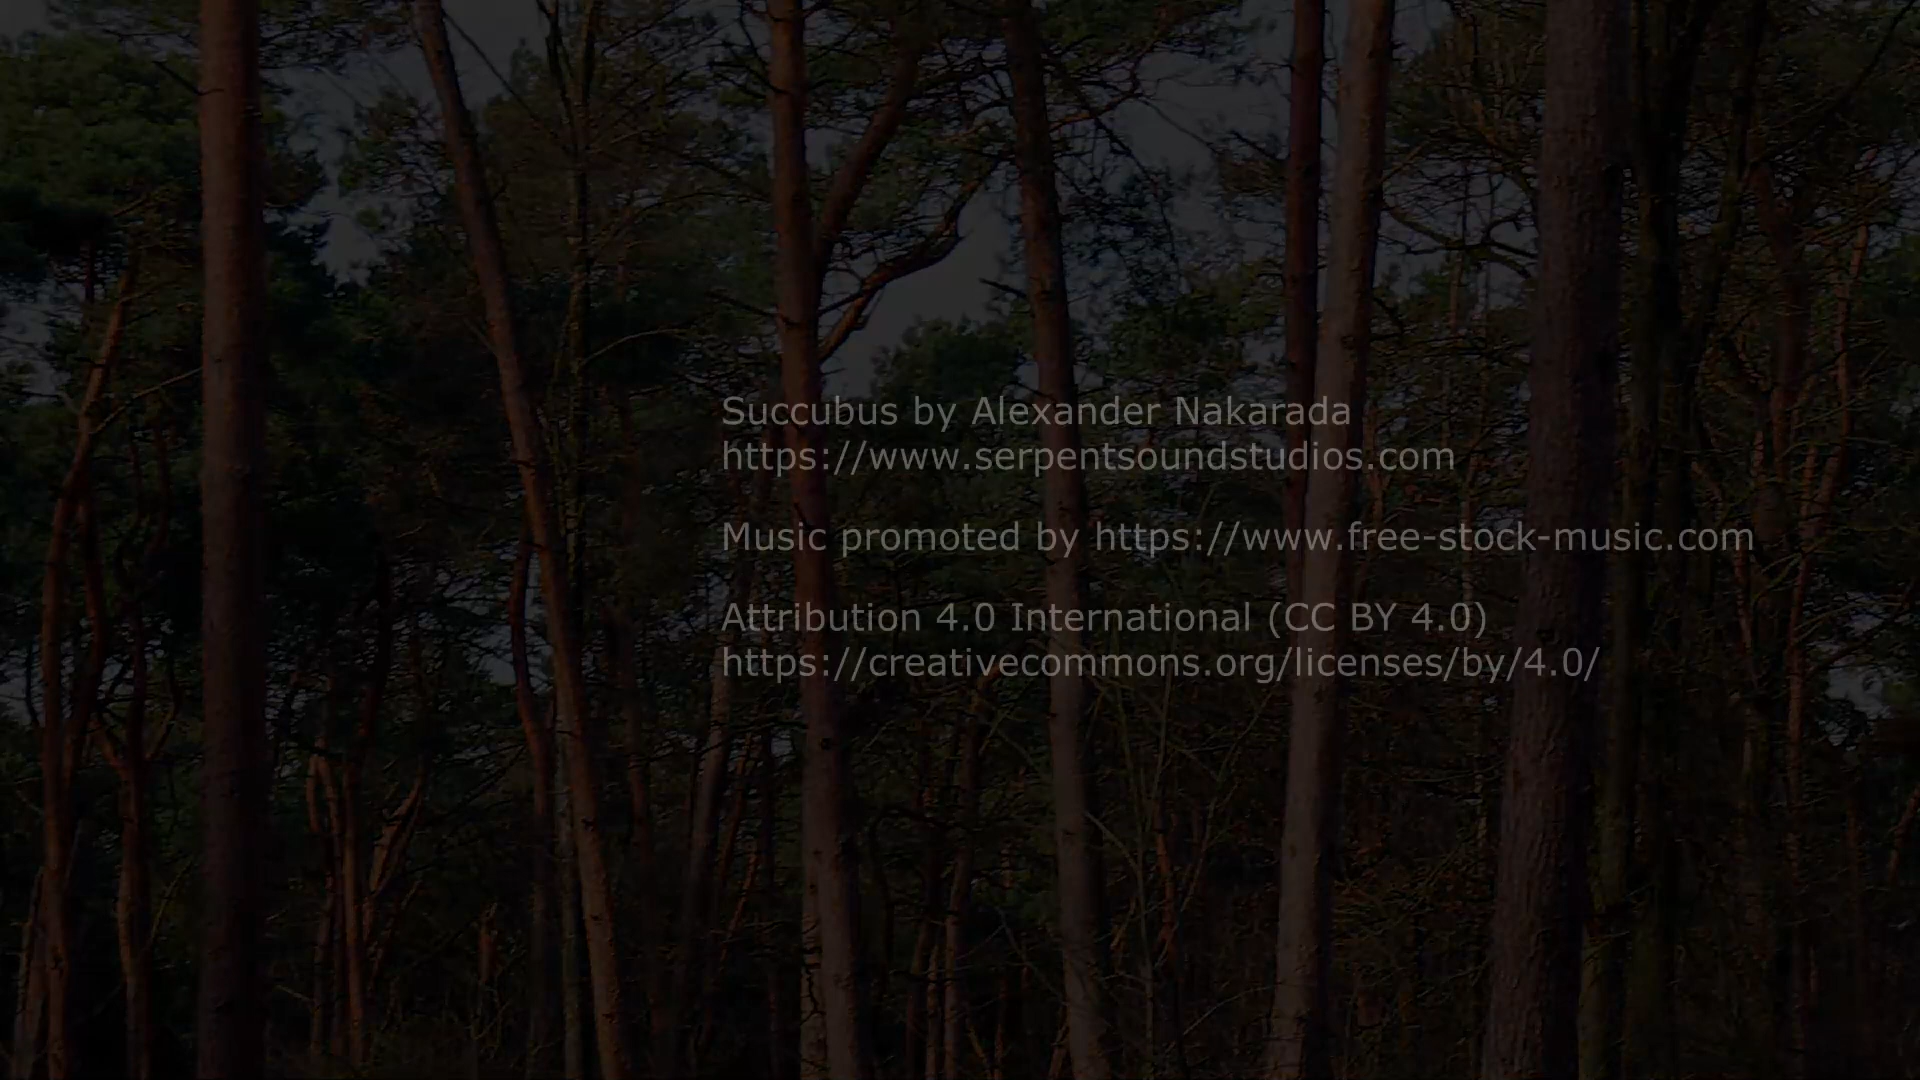 Succubus by Alexander Nakarada
https://www.serpentsoundstudios.com
Music promoted by https://www.free-stock-music.com
Attribution 4.0 International (CC BY 4.0)
https://creativecommons.org/licenses/by/4.0/